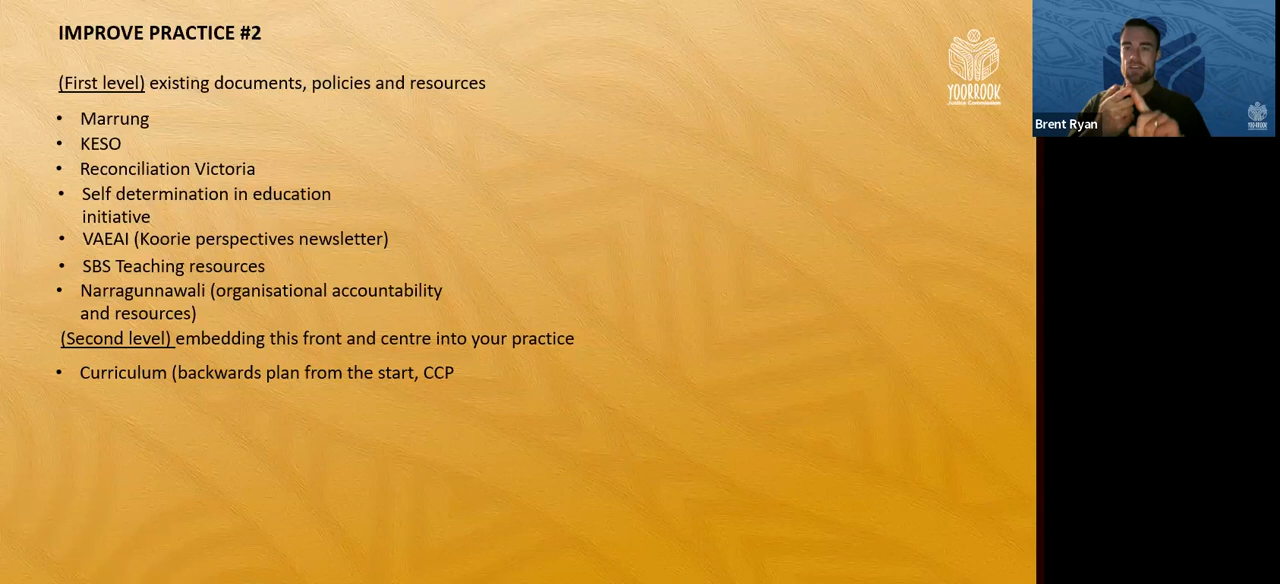 IMPROVE PRACTICE #2
(First level) existing documents, policies and resources
• Marrung
• KESO
• Reconciliation Victoria
• Self determination in education
initiative
• VAEAI (Koorie perspectives newsletter)
• SBS Teaching resources
• Narragunnawali (organisational accountability
and resources)
(Second level) embedding this front and centre into your practice
• Curriculum (backwards plan from the start, CCP
YOORROOK
Justice Commission
Brent Ryan